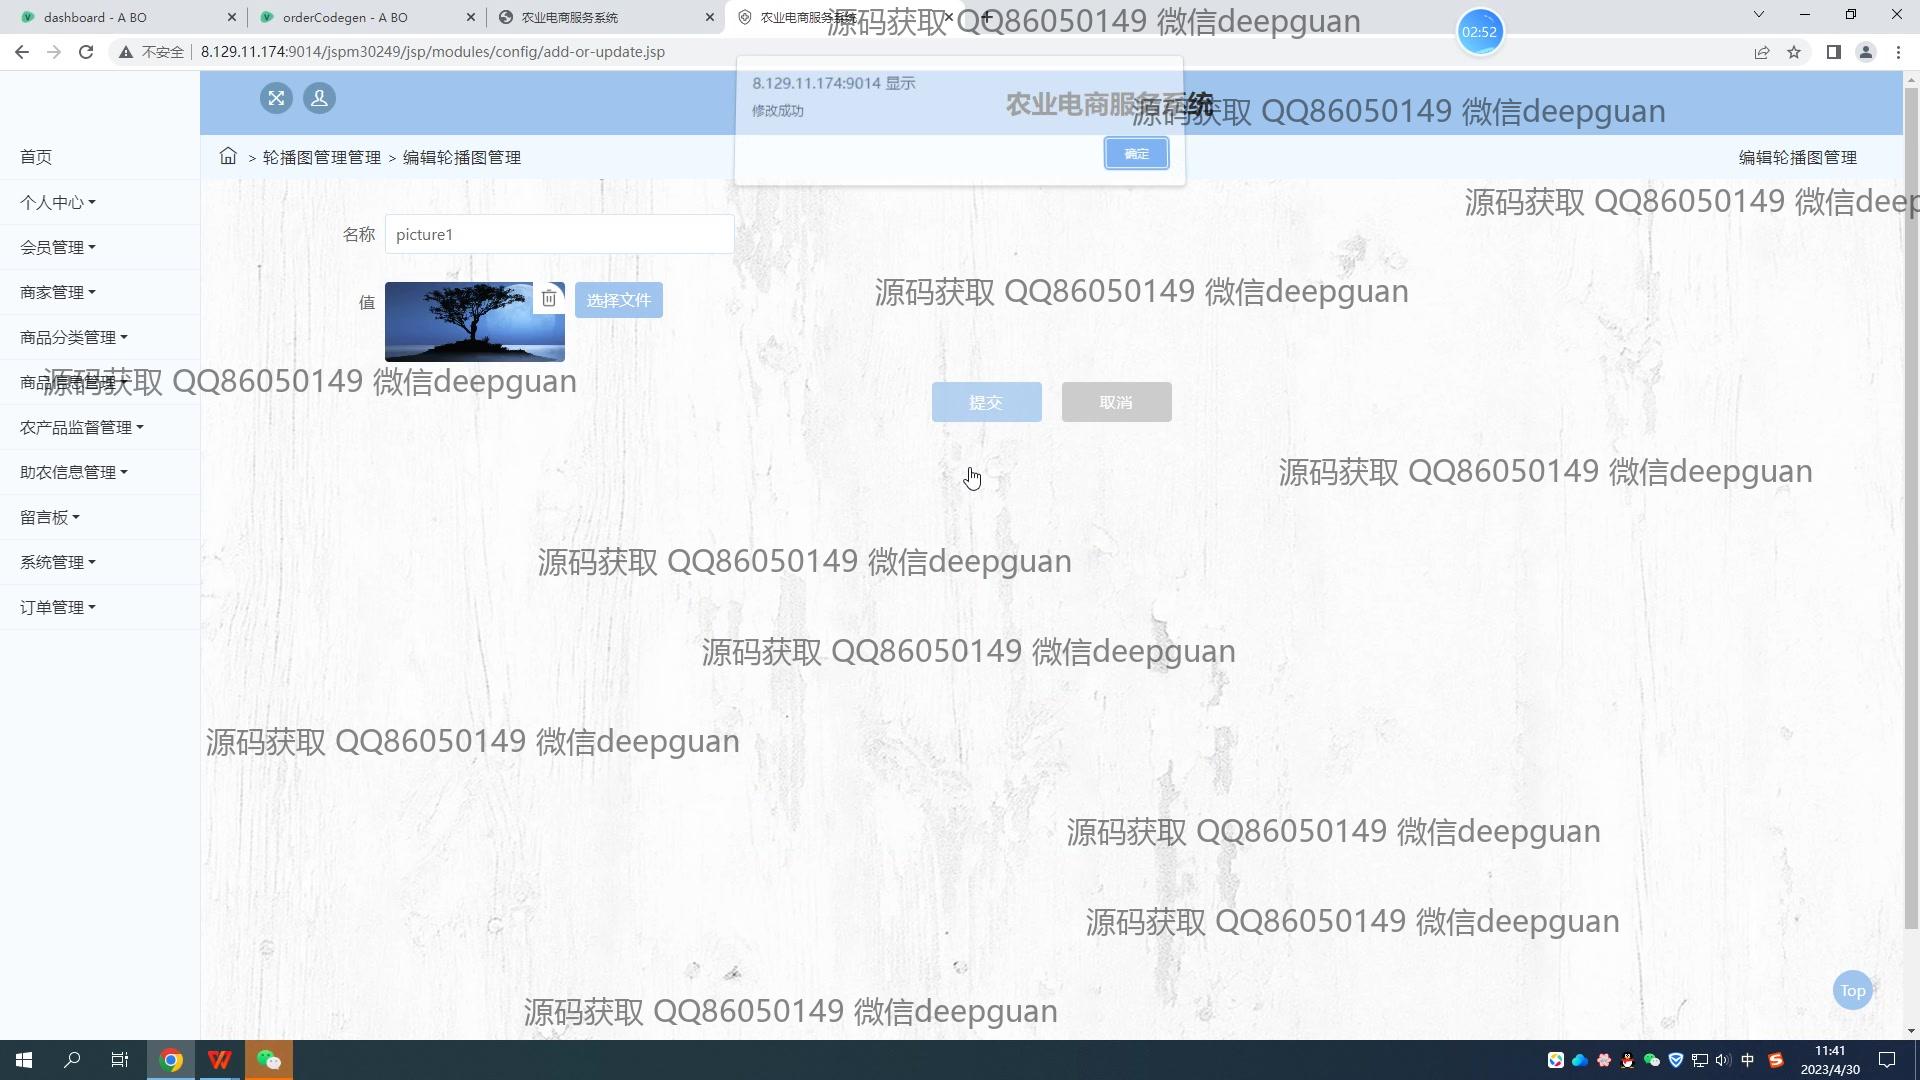 dashboard - A BO
orderCodegen - A BO
农业电商服务系统
农业电商服务系统
源码获取 QQ86050149 微信deepguan
02:52
不安全
8.129.11.174:9014/jspm30249/jsp/modules/config/add-or-update.jsp
8.129.11.174:9014 显示
修改成功
确定
农业电商服务系统
源码获取 QQ86050149 微信deepguan
首页
> 轮播图管理管理 > 编辑轮播图管理
编辑轮播图管理
个人中心
源码获取 QQ86050149 微信deep
名称
picture1
会员管理
商家管理
值
选择文件
源码获取 QQ86050149 微信deepguan
商品分类管理
商品信息管理
源码获取 QQ86050149 微信deepguan
提交
取消
农产品监督管理
助农信息管理
源码获取 QQ86050149 微信deepguan
留言板
系统管理
源码获取 QQ86050149 微信deepguan
订单管理
源码获取 QQ86050149 微信deepguan
源码获取 QQ86050149 微信deepguan
源码获取 QQ86050149 微信deepguan
源码获取 QQ86050149 微信deepguan
Top
源码获取 QQ86050149 微信deepguan
中
11:41
2023/4/30